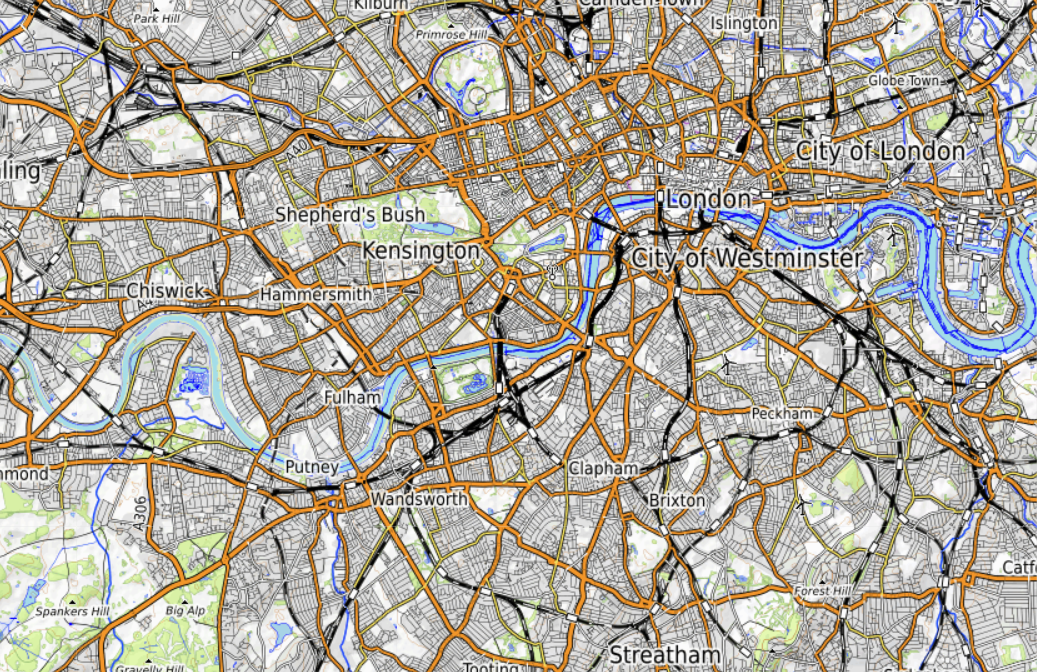 Kilburn
Camden Town
Park Hill
Islington
Primrose Hill
Globe Town
A40
City of London
ling
London
Shepherd's Bush
Kensington
City of Westminster
Chiswick
Hammersmith
Fulham
Peckham
Putney
Clapham
mmond
Wandsworth
Brixton
A306
Catf
Forest Hill
Spankers Hill
Big Alp
Streatham
Gravelly Hill
Tooting